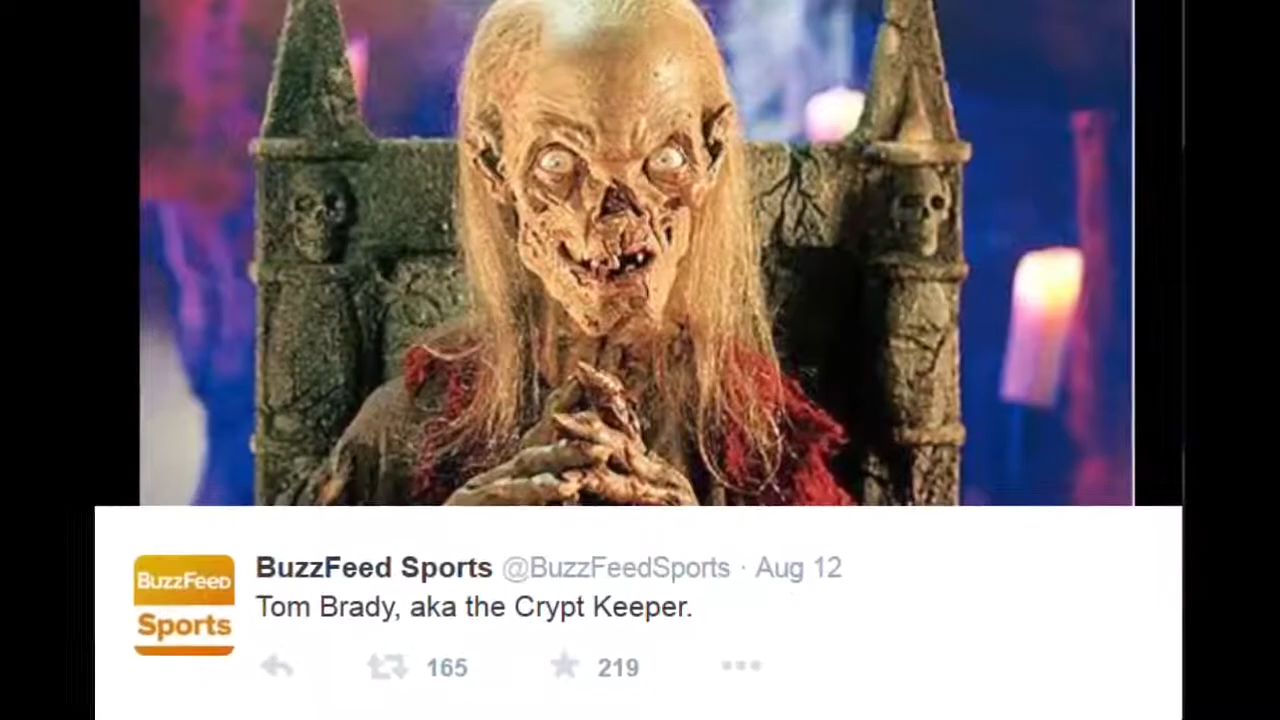 BuzzFeed Sports @BuzzFeedSports · Aug 12
Tom Brady, aka the Crypt Keeper.
BuzzFeed
Sports
165 219